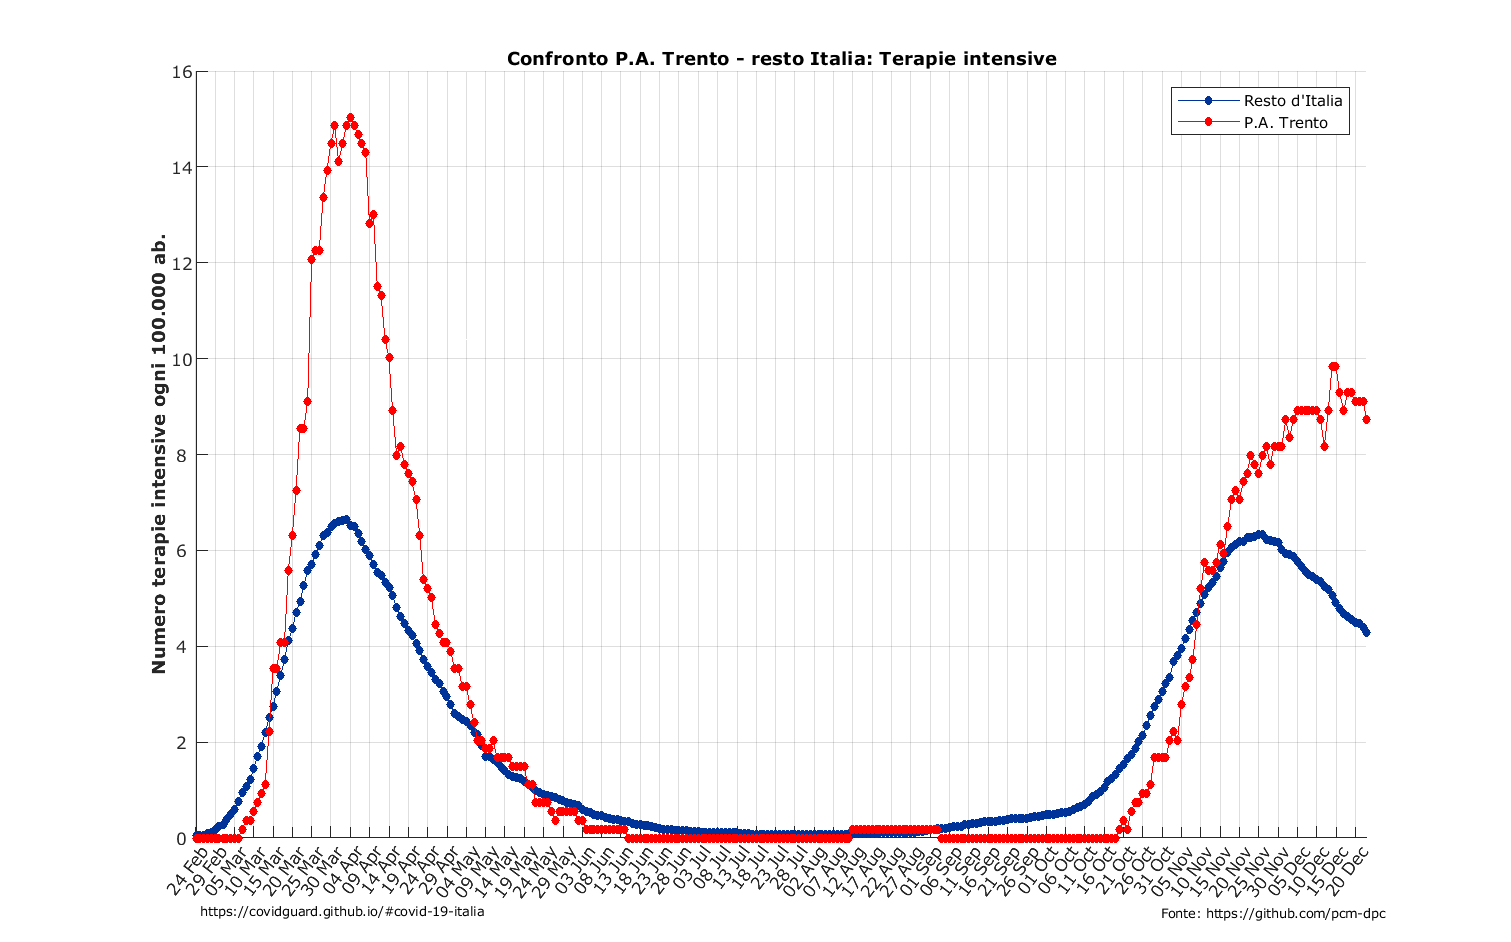 Confronto P.A. Trento - resto Italia: Terapie intensive
Numero terapie intensive ogni 100.000 ab.
16
14
12
10
8
6
4
2
0
Resto d'Italia
P.A. Trento
24 Feb
29 Feb
05 Mar
10 Mar
15 Mar
20 Mar
25 Mar
30 Mar
04 Apr
09 Apr
14 Apr
19 Apr
24 Apr
29 Apr
04 May
09 May
14 May
19 May
24 May
29 May
03 Jun
08 Jun
13 Jun
18 Jun
23 Jun
28 Jun
03 Jul
08 Jul
13 Jul
18 Jul
23 Jul
28 Jul
02 Aug
07 Aug
12 Aug
17 Aug
22 Aug
27 Aug
01 Sep
06 Sep
11 Sep
16 Sep
21 Sep
26 Sep
01 Oct
06 Oct
11 Oct
16 Oct
21 Oct
26 Oct
31 Oct
05 Nov
10 Nov
15 Nov
20 Nov
25 Nov
30 Nov
05 Dec
10 Dec
15 Dec
20 Dec
https://covidguard.github.io/#covid-19-italia
Fonte: https://github.com/pcm-dpc